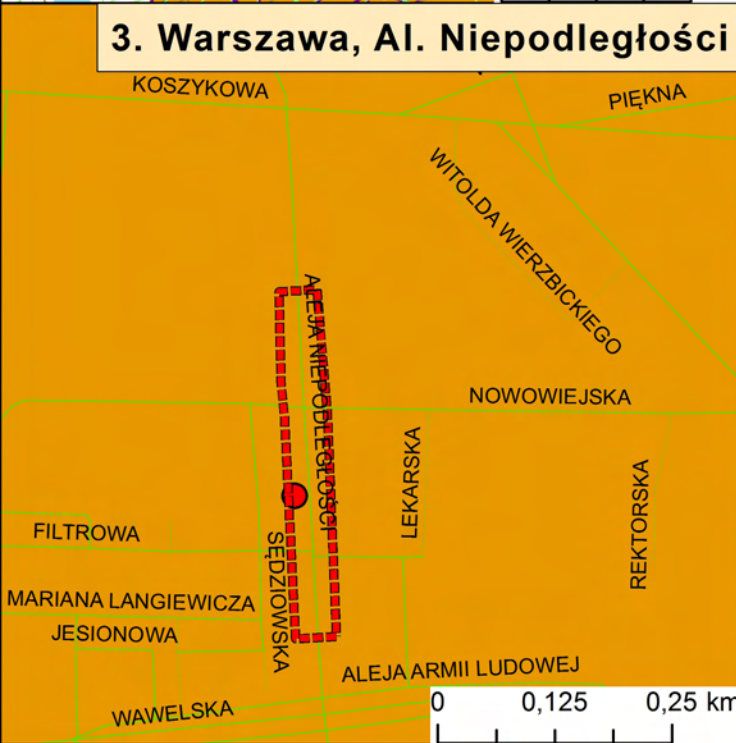 3. Warszawa, Al. Niepodległości
KOSZYKOWA
PIĘKNA
WITOLDA WIERZBICKIEGO
ALEJA NIEPODLEGŁOŚCI
NOWOWIEJSKA
LEKARSKA
REKTORSKA
FILTROWA
SĘDZIOWSKA
MARIANA LANGIEWICZA
JESIONOWA
ALEJA ARMII LUDOWEJ
WAWELSKA
0 0,125 0,25 km